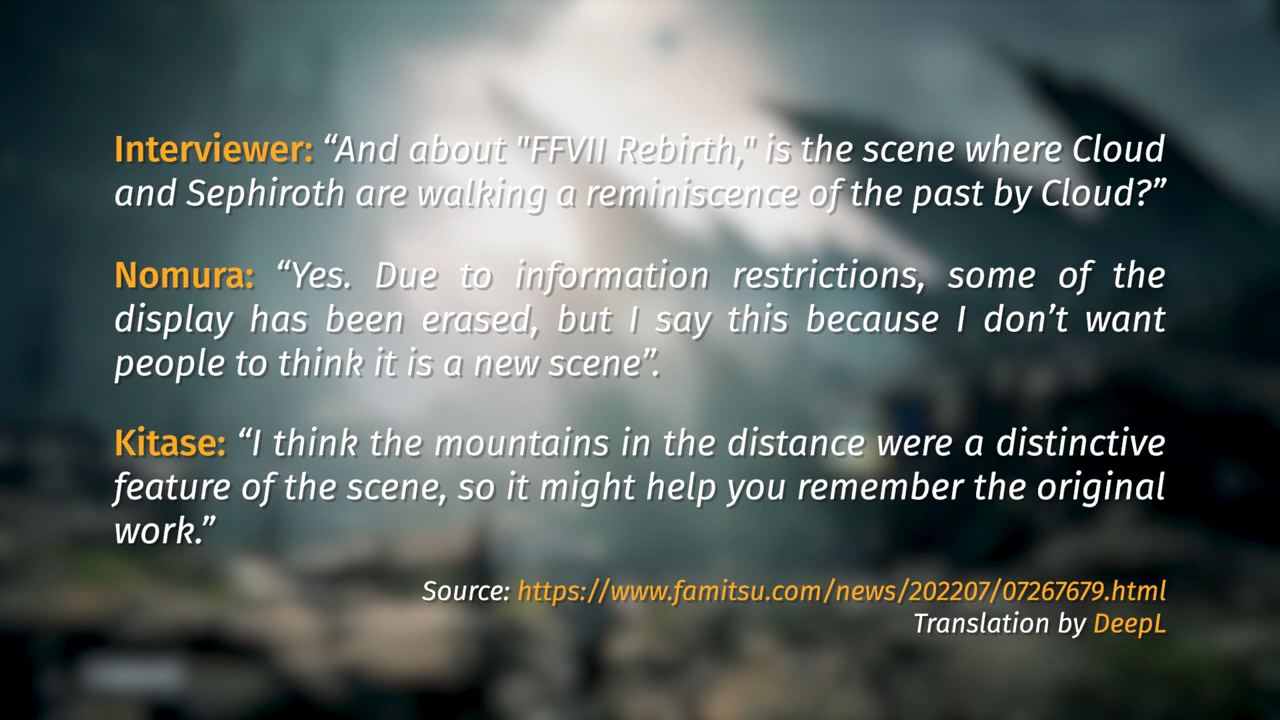 Interviewer: “And about "FFVII Rebirth," is the scene where Cloud
and Sephiroth are walking a reminiscence of the past by Cloud?”
Nomura: “Yes. Due to information restrictions, some of the
display has been erased, but I say this because I don’t want
people to think it is a new scene”.
Kitase: “I think the mountains in the distance were a distinctive
feature of the scene, so it might help you remember the original
work.”
Source: https://www.famitsu.com/news/202207/07267679.html
Translation by DeepL